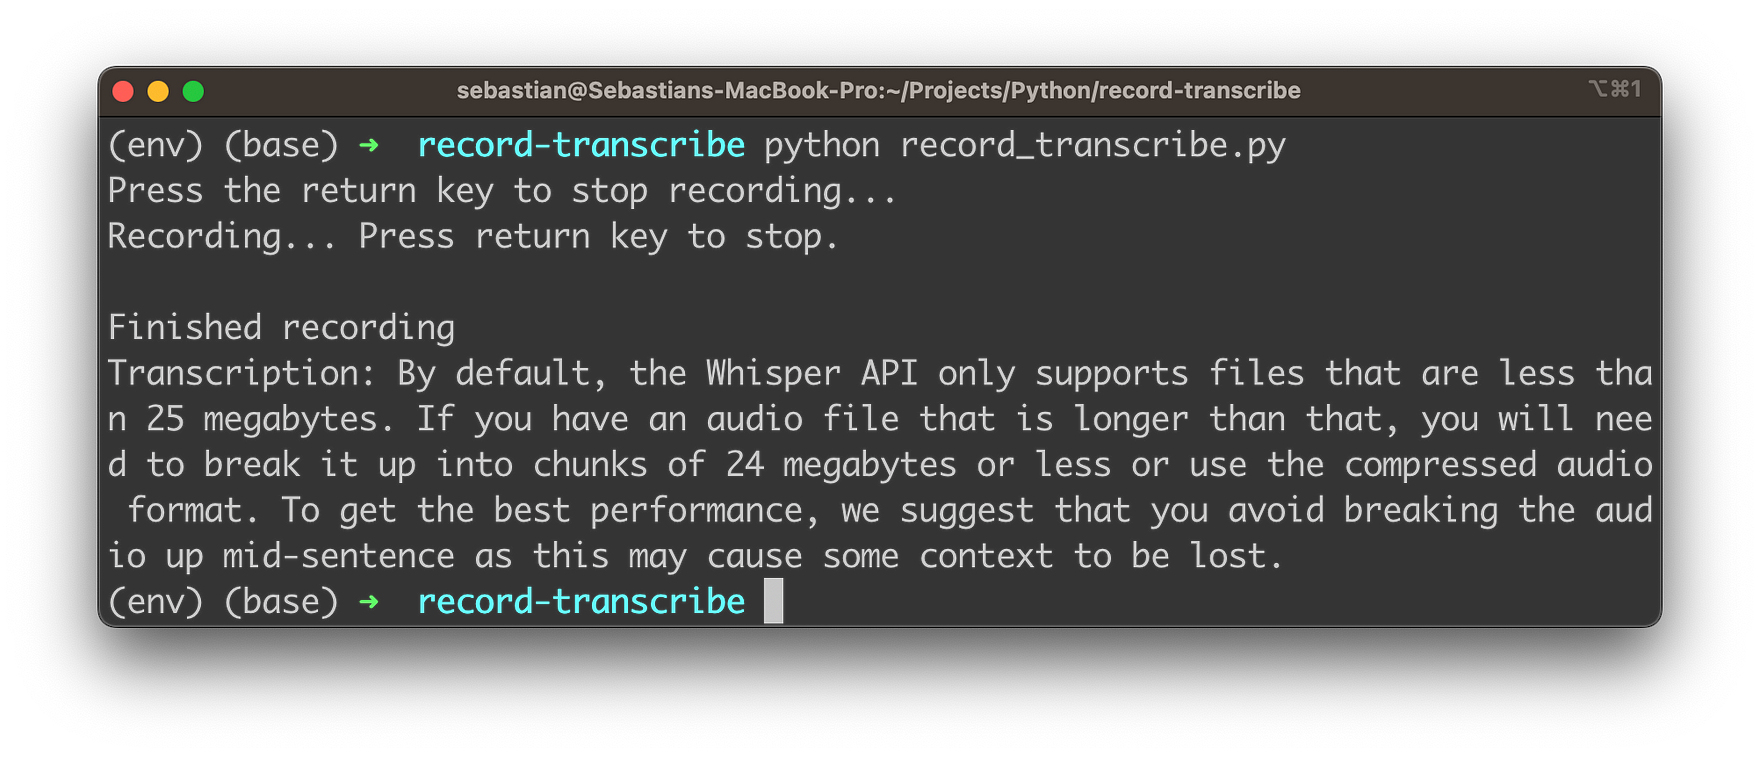 sebastian@Sebastians-MacBook-Pro:~/Projects/Python/record-transcribe ⌥⌘1
(env) (base) ➜ record-transcribe python record_transcribe.py
Press the return key to stop recording...
Recording... Press return key to stop.
Finished recording
Transcription: By default, the Whisper API only supports files that are less tha
n 25 megabytes. If you have an audio file that is longer than that, you will nee
d to break it up into chunks of 24 megabytes or less or use the compressed audio
 format. To get the best performance, we suggest that you avoid breaking the aud
io up mid-sentence as this may cause some context to be lost.
(env) (base) ➜ record-transcribe